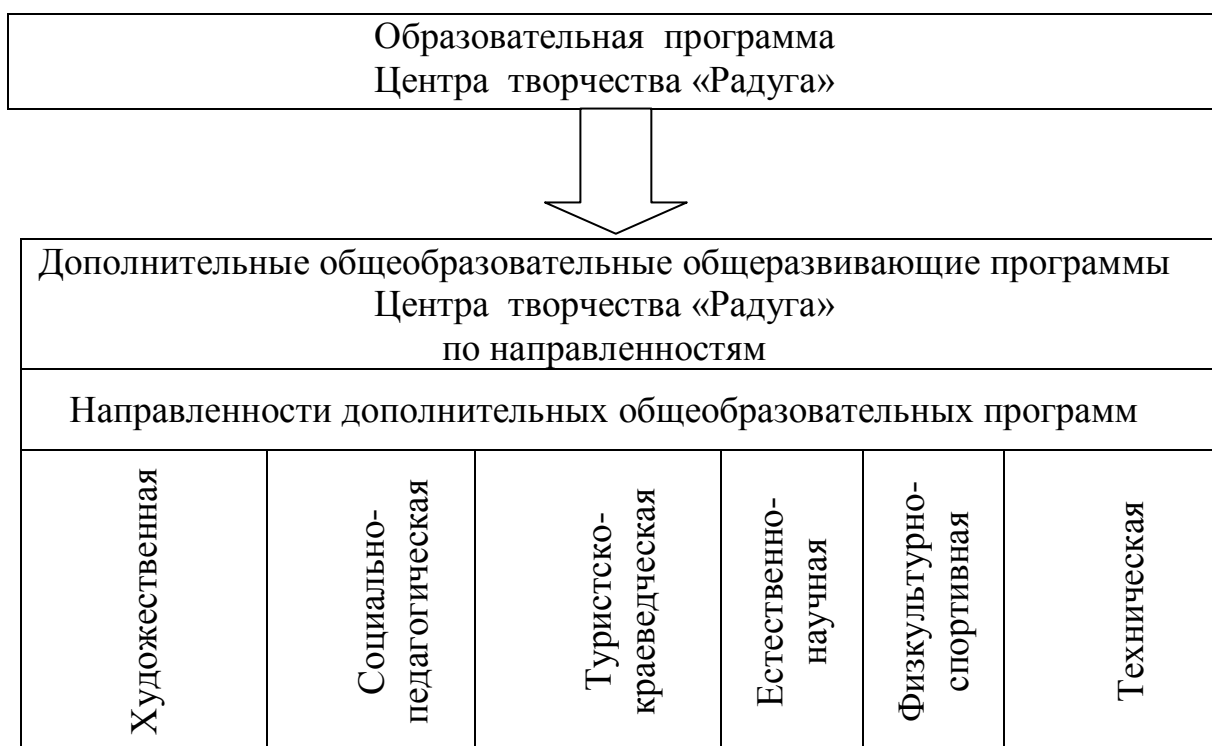 Образовательная программа
Центра творчества «Радуга»
Дополнительные общеобразовательные общеразвивающие программы
Центра творчества «Радуга»
по направленностям
Направленности дополнительных общеобразовательных программ
Художественная
Социально-
педагогическая
Туристско-
краеведческая
Естественно-
научная
Физкультурно-
спортивная
Техническая